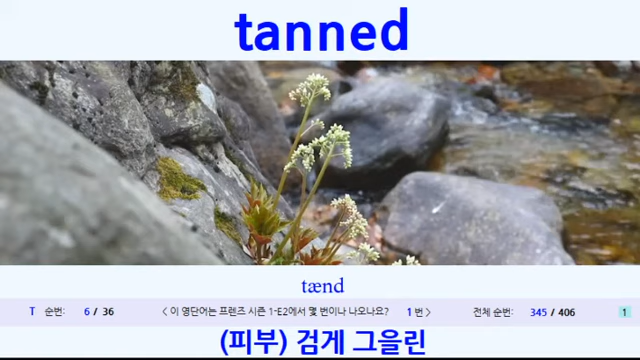 tanned
tænd
T 순번: 6 / 36 < 이 영단어는 프렌즈 시즌 1-E2에서 몇 번이나 나오나요? 1 번 > 전체 순번: 345 / 406 1
(피부) 검게 그을린